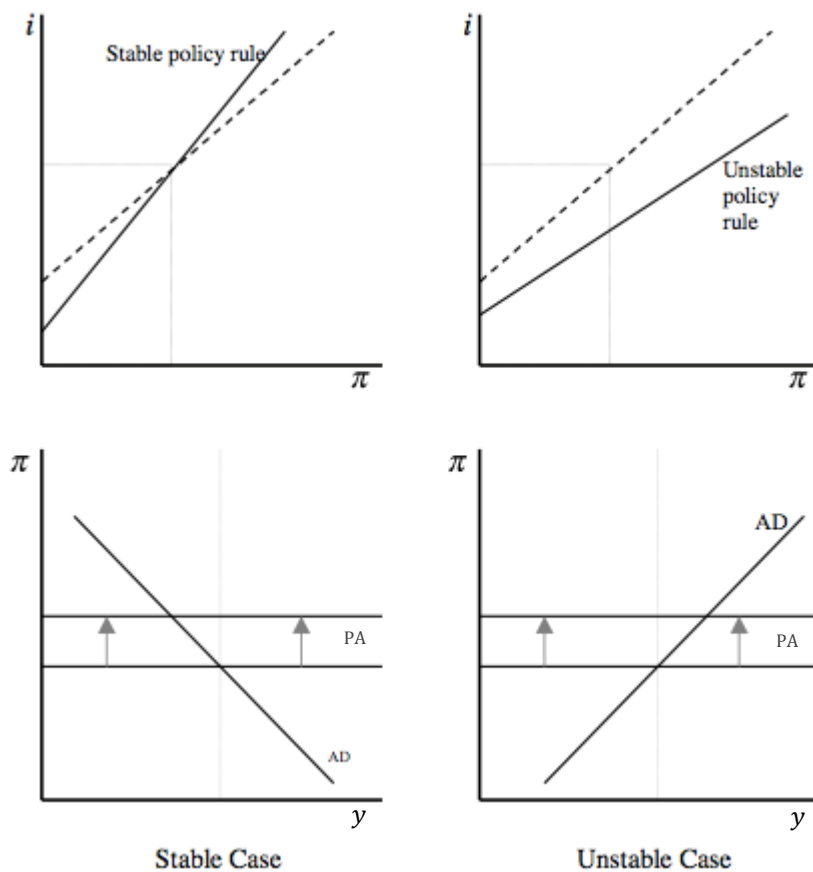 i
Stable policy rule
π
i
Unstable
policy
rule
π
π
PA
AD
y
π
AD
PA
y
Stable Case
Unstable Case